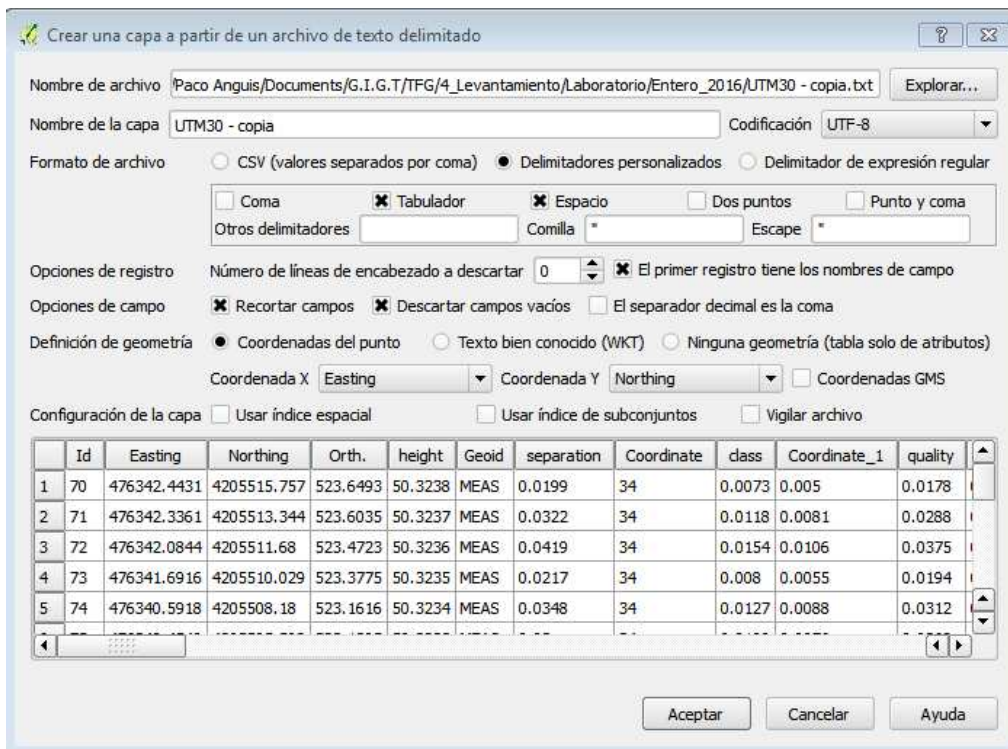 Crear una capa a partir de un archivo de texto delimitado
Nombre de archivo /Paco Anguis/Documents/G.I.G.T/TFG/4_Levantamiento/Laboratorio/Entero_2016/UTM30 - copia.txt Explorar...
Nombre de la capa UTM30 - copia Codificación UTF-8
Formato de archivo CSV (valores separados por coma) Delimitadores personalizados Delimitador de expresión regular
Coma Tabulador Espacio Dos puntos Punto y coma
Otros delimitadores Comilla " Escape "
Opciones de registro Número de líneas de encabezado a descartar 0 El primer registro tiene los nombres de campo
Opciones de campo Recortar campos Descartar campos vacíos El separador decimal es la coma
Definición de geometría Coordenadas del punto Texto bien conocido (WKT) Ninguna geometría (tabla solo de atributos)
Coordenada X Easting Coordenada Y Northing Coordenadas GMS
Configuración de la capa Usar índice espacial Usar índice de subconjuntos Vigilar archivo
Id Easting Northing Orth. height Geoid separation Coordinate class Coordinate_1 quality
1 70 476342.4431 4205515.757 523.6493 50.3238 MEAS 0.0199 34 0.0073 0.005 0.0178
2 71 476342.3361 4205513.344 523.6035 50.3237 MEAS 0.0322 34 0.0118 0.0081 0.0288
3 72 476342.0844 4205511.68 523.4723 50.3236 MEAS 0.0419 34 0.0154 0.0106 0.0375
4 73 476341.6916 4205510.029 523.3775 50.3235 MEAS 0.0217 34 0.008 0.0055 0.0194
5 74 476340.5918 4205508.18 523.1616 50.3234 MEAS 0.0348 34 0.0127 0.0088 0.0312
Aceptar Cancelar Ayuda